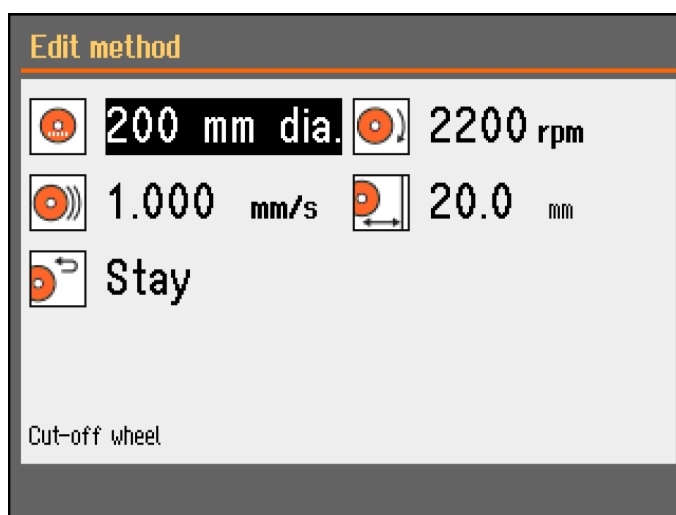 Edit method
200 mm dia. 2200 rpm
1.000 mm/s 20.0 mm
Stay
Cut-off wheel